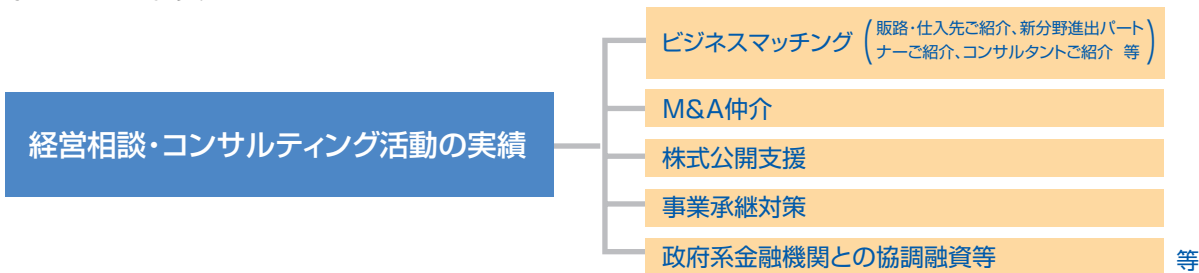 経営相談・コンサルティング活動の実績
ビジネスマッチング(販路・仕入先ご紹介、新分野進出パート
ナーご紹介、コンサルタントご紹介 等)
M&A仲介
株式公開支援
事業承継対策
政府系金融機関との協調融資等
等